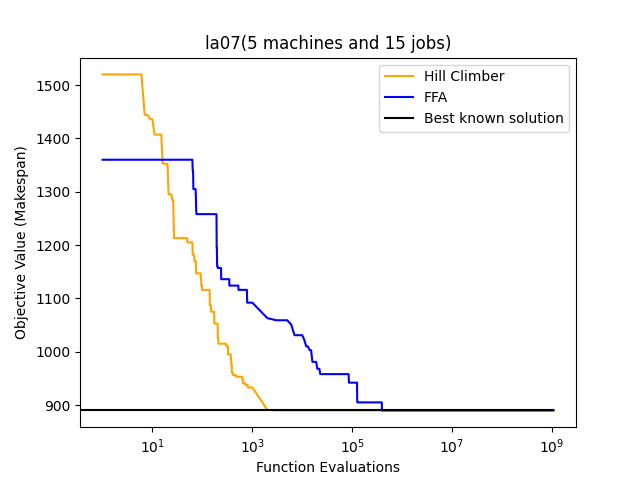 la07(5 machines and 15 jobs)
Hill Climber
FFA
Best known solution
1500
1400
1300
1200
1100
1000
900
Objective Value (Makespan)
10^1 10^3 10^5 10^7 10^9
Function Evaluations